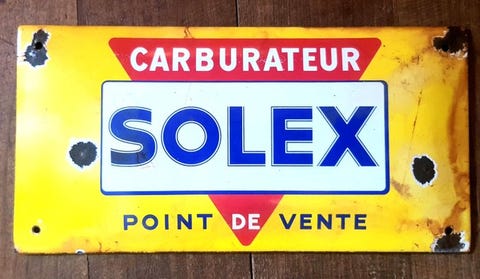 CARBURATEUR
SOLEX
POINT DE VENTE